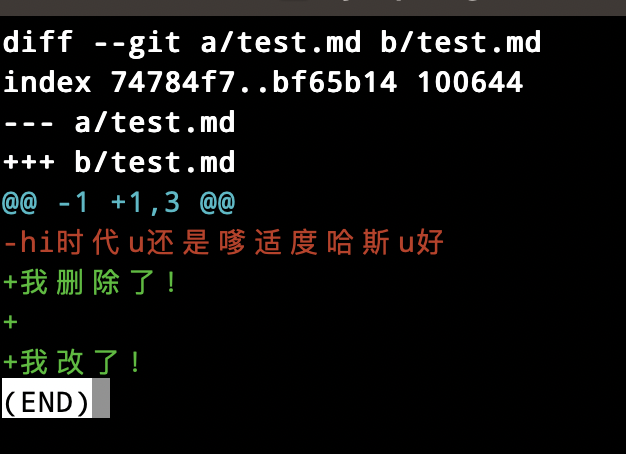 diff --git a/test.md b/test.md
index 74784f7..bf65b14 100644
--- a/test.md
+++ b/test.md
@@ -1 +1,3 @@
-hi时代u还是嗲适度哈斯u好
+我删除了！
+
+我改了！
(END)